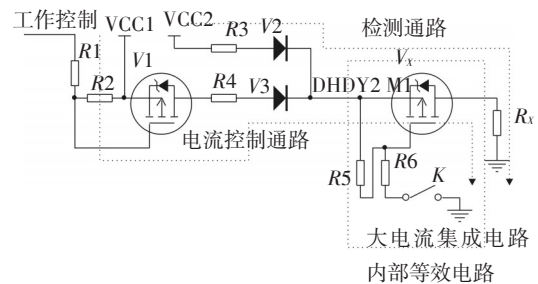 工作控制
VCC1
VCC2
检测通路
R1
R2
V1
R3
V2
R4
V3
DHDY2 M1
VX
RX
电流控制通路
R5
R6
K
大电流集成电路
内部等效电路